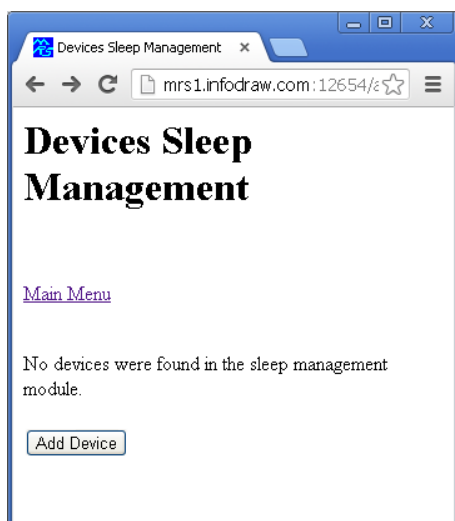 Devices Sleep Management
mrs1.infodraw.com:12654/a
Devices Sleep
Management
Main Menu
No devices were found in the sleep management
module.
Add Device